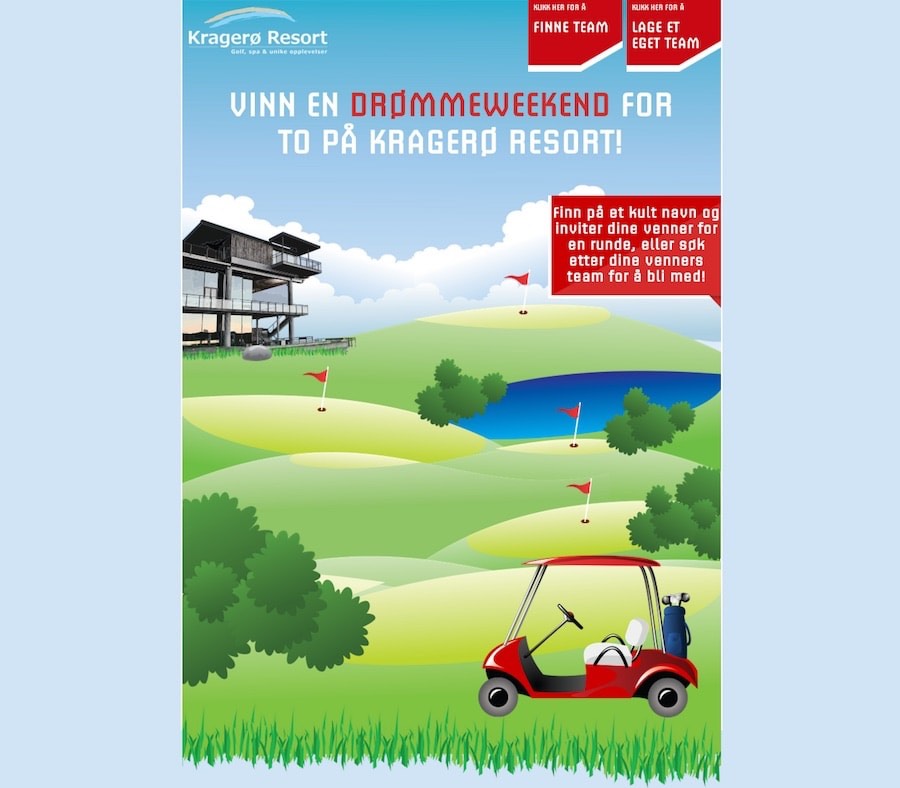 Kragerø Resort
Golf, spa & unike opplevelser
KLIKK HER FOR Å
FINNE TEAM
KLIKK HER FOR Å
LAGE ET
EGET TEAM
VINN EN DRØMMEWEEKEND FOR
TO PÅ KRAGERØ RESORT!
Finn på et kult navn og
inviter dine venner for
en runde, eller søk
etter dine venners
team for å bli med!